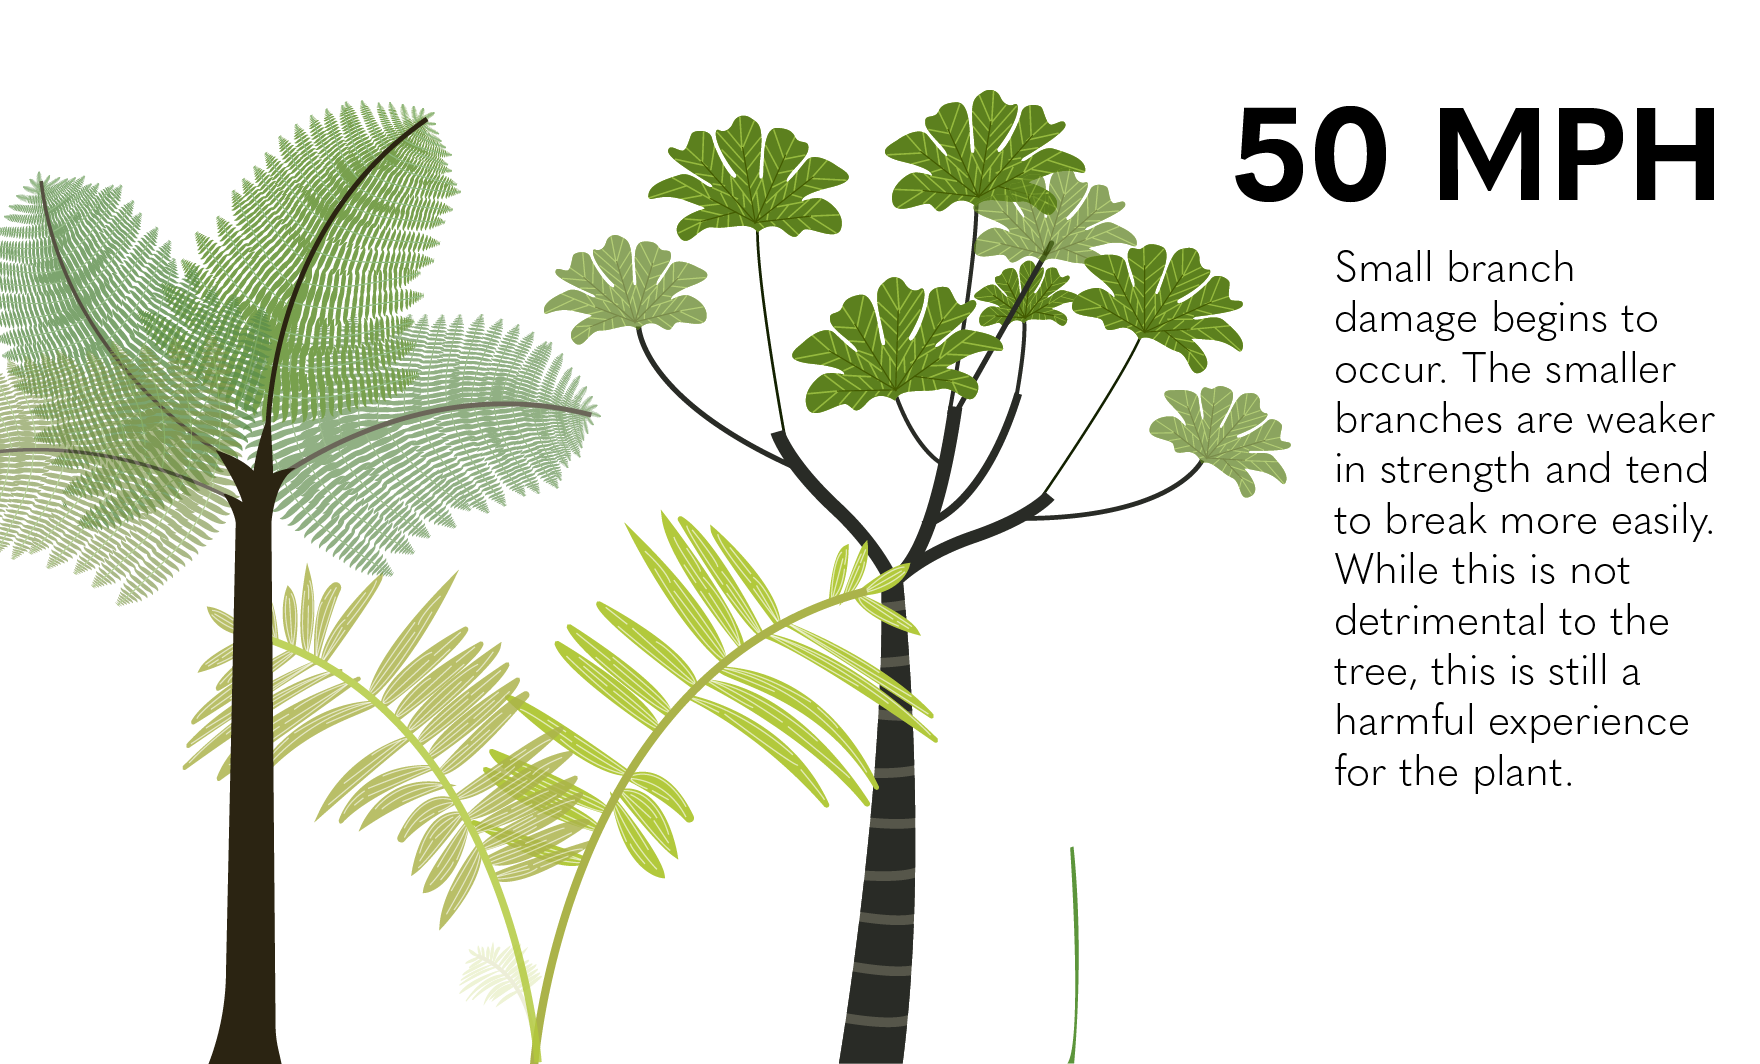 50 MPH
Small branch
damage begins to
occur. The smaller
branches are weaker
in strength and tend
to break more easily.
While this is not
detrimental to the
tree, this is still a
harmful experience
for the plant.